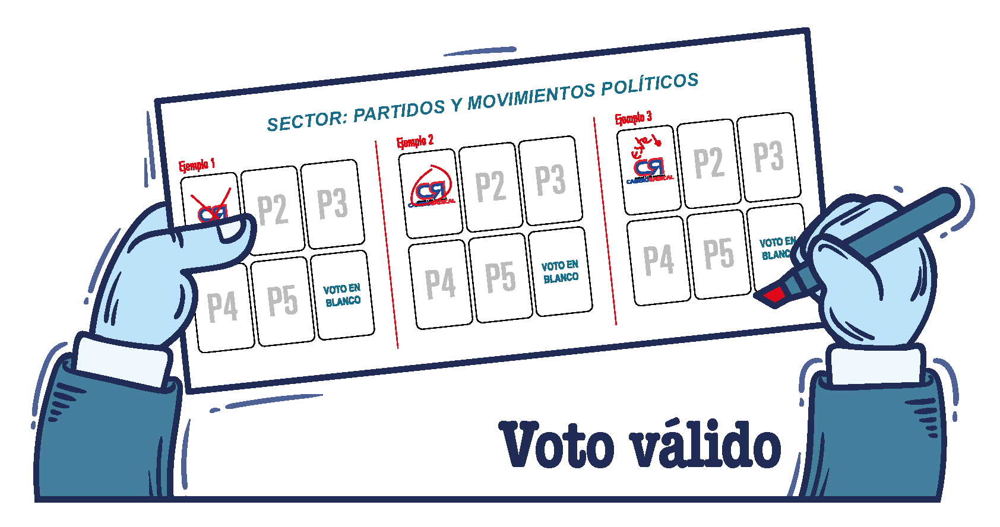 SECTOR: PARTIDOS Y MOVIMIENTOS POLÍTICOS
Ejemplo 1
CR
P2
P3
P4
P5
VOTO EN
BLANCO
Ejemplo 2
CR
CAMBIO RADICAL
P2
P3
P4
P5
VOTO EN
BLANCO
Ejemplo 3
este
CR
CAMBIO RADICAL
P2
P3
P4
P5
VOTO EN
BLANC
Voto válido